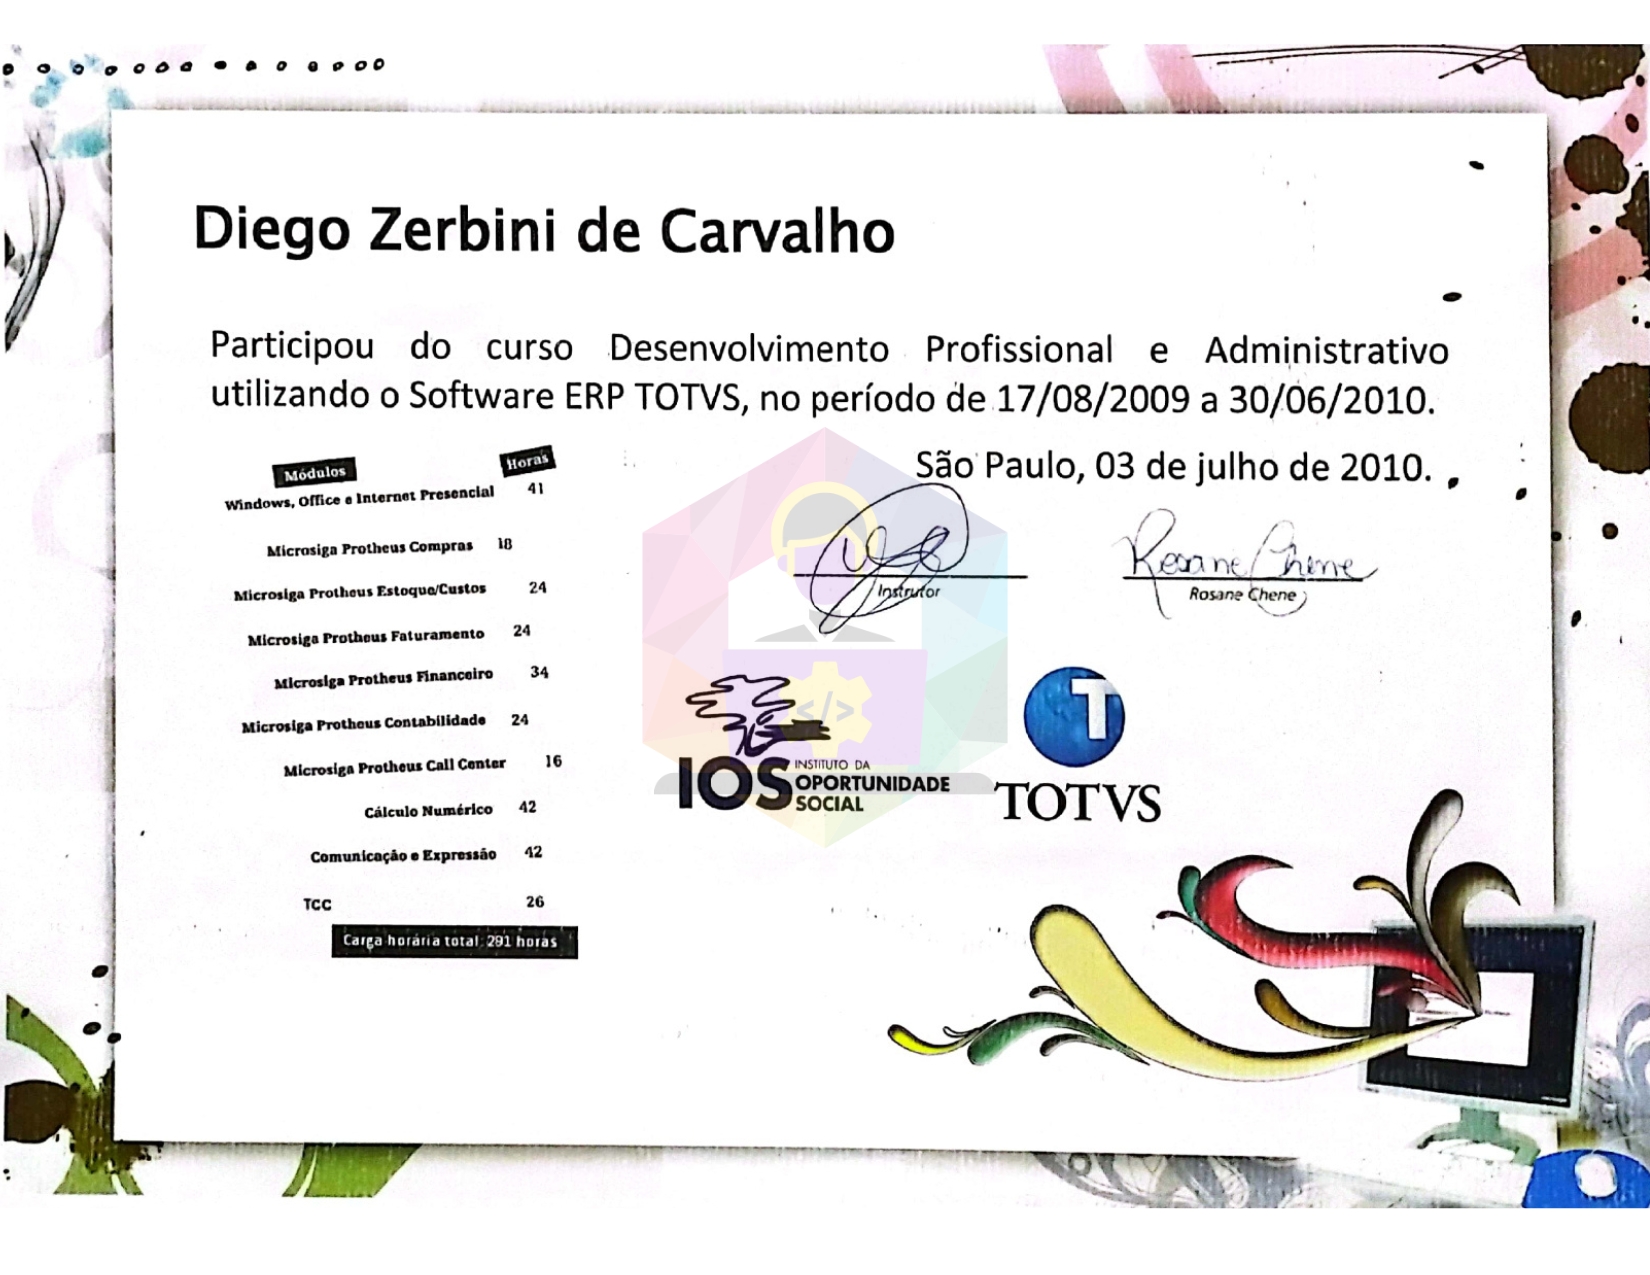 Diego Zerbini de Carvalho
Participou do curso Desenvolvimento Profissional e Administrativo
utilizando o Software ERP TOTVS, no período de 17/08/2009 a 30/06/2010.
São Paulo, 03 de julho de 2010.
Módulos Horas
Windows, Office e Internet Presencial 41
Microsiga Protheus Compras 18
Microsiga Protheus Estoque/Custos 24
Microsiga Protheus Faturamento 24
Microsiga Protheus Financeiro 34
Microsiga Protheus Contabilidade 24
Microsiga Protheus Call Center 16
Cálculo Numérico 42
Comunicação e Expressão 42
TCC 26
Carga horária total: 291 horas
Instrutor
Rosane Chene
Rosane Chene
</>
IOS INSTITUTO DA
OPORTUNIDADE
SOCIAL
T
TOTVS